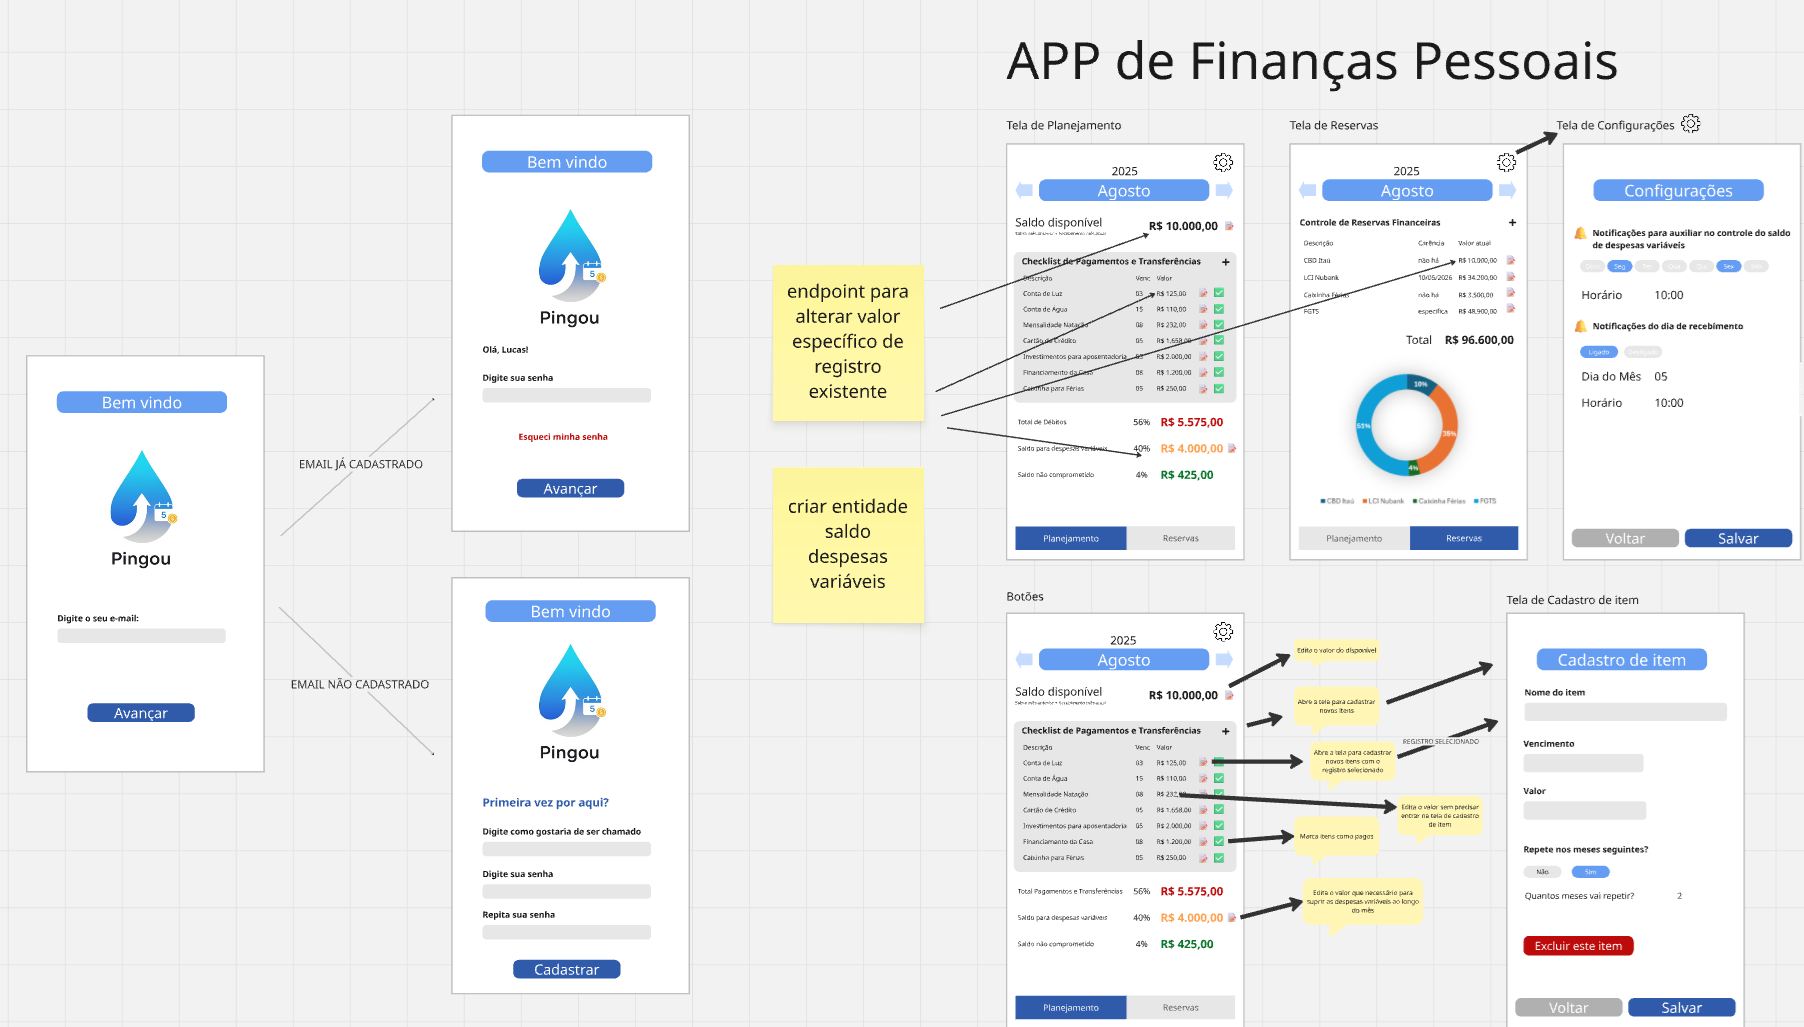 APP de Finanças Pessoais
Bem vindo
Pingou
Digite o seu e-mail:
Avançar
EMAIL JÁ CADASTRADO
EMAIL NÃO CADASTRADO
Bem vindo
Pingou
Olá, Lucas!
Digite sua senha
Esqueci minha senha
Avançar
Bem vindo
Pingou
Primeira vez por aqui?
Digite como gostaria de ser chamado
Digite sua senha
Repita sua senha
Cadastrar
endpoint para
alterar valor
específico de
registro
existente
criar entidade
saldo
despesas
variáveis
Tela de Planejamento
2025
Agosto
Saldo disponível
R$ 10.000,00
Checklist de Pagamentos e Transferências +
Descrição Venc Valor
Conta de Luz 03 R$ 125,00
Conta de Água 15 R$ 110,00
Mensalidade Natação 08 R$ 232,00
Cartão de Crédito 05 R$ 1.658,00
Investimentos para aposentadoria 05 R$ 2.000,00
Financiamento da Casa 08 R$ 1.200,00
Caixinha para Férias 05 R$ 250,00
Total de Débitos 56% R$ 5.575,00
Saldo para despesas variáveis 40% R$ 4.000,00
Saldo não comprometido 4% R$ 425,00
Planejamento Reservas
Tela de Reservas
2025
Agosto
Controle de Reservas Financeiras +
Descrição Carência Valor atual
CBD Itaú não há R$ 10.000,00
LCI Nubank 10/05/2026 R$ 34.200,00
Caixinha Férias não há R$ 3.500,00
FGTS específica R$ 48.900,00
Total R$ 96.600,00
10%
35%
4%
55%
CBD Itaú LCI Nubank Caixinha Férias FGTS
Planejamento Reservas
Tela de Configurações
Configurações
Notificações para auxiliar no controle do saldo
de despesas variáveis
Seg Sex
Horário 10:00
Notificações do dia de recebimento
Ligado
Dia do Mês 05
Horário 10:00
Voltar Salvar
Botões
2025
Agosto
Saldo disponível
R$ 10.000,00
Checklist de Pagamentos e Transferências +
Descrição Venc Valor
Conta de Luz 03 R$ 125,00
Conta de Água 15 R$ 110,00
Mensalidade Natação 08 R$ 232,00
Cartão de Crédito 05 R$ 1.658,00
Investimentos para aposentadoria 05 R$ 2.000,00
Financiamento da Casa 08 R$ 1.200,00
Caixinha para Férias 05 R$ 250,00
Total Pagamentos e Transferências 56% R$ 5.575,00
Saldo para despesas variáveis 40% R$ 4.000,00
Saldo não comprometido 4% R$ 425,00
Planejamento Reservas
Edita o valor do disponível
Abre a tela para cadastrar
novos itens
Abre a tela para cadastrar
novos itens com o
registro selecionado
REGISTRO SELECIONADO
Edita o valor sem precisar
entrar na tela de cadastro
de item
Marca itens como pagos
Edita o valor que necessário para
suprir as despesas variáveis ao longo
do mês
Tela de Cadastro de item
Cadastro de item
Nome do item
Vencimento
Valor
Repete nos meses seguintes?
Não Sim
Quantos meses vai repetir? 2
Excluir este item
Voltar Salvar